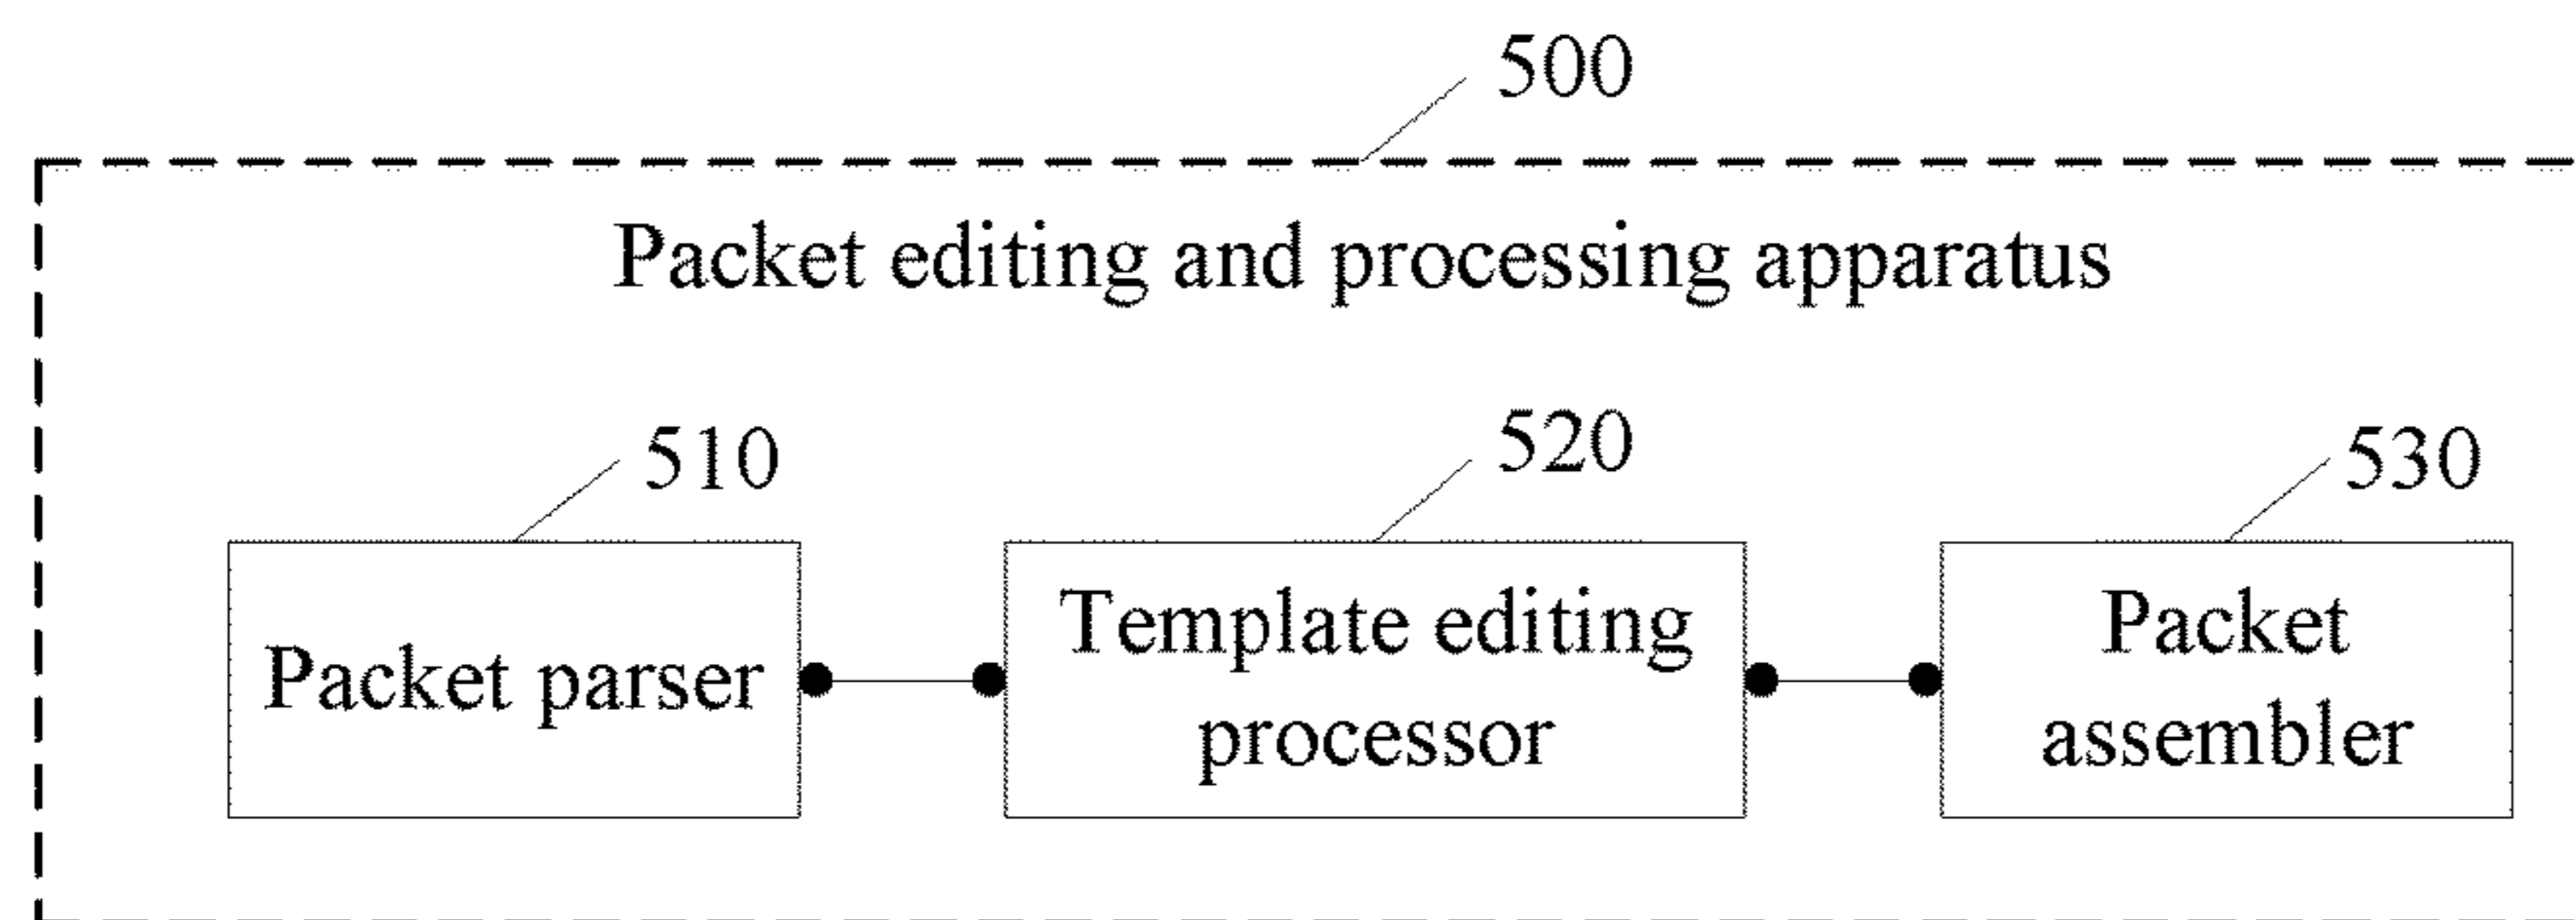 500
Packet editing and processing apparatus
510
520
530
Packet parser
Template editing
processor
Packet
assembler